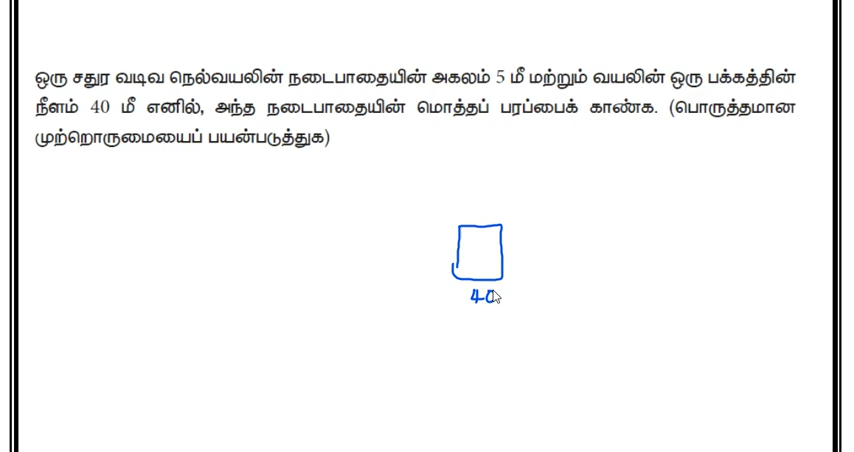 ஒரு சதுர வடிவ நெல்வயலின் நடைபாதையின் அகலம் 5 மீ மற்றும் வயலின் ஒரு பக்கத்தின்
நீளம் 40 மீ எனில், அந்த நடைபாதையின் மொத்தப் பரப்பைக் காண்க. (பொருத்தமான
முற்றொருமையைப் பயன்படுத்துக)
40